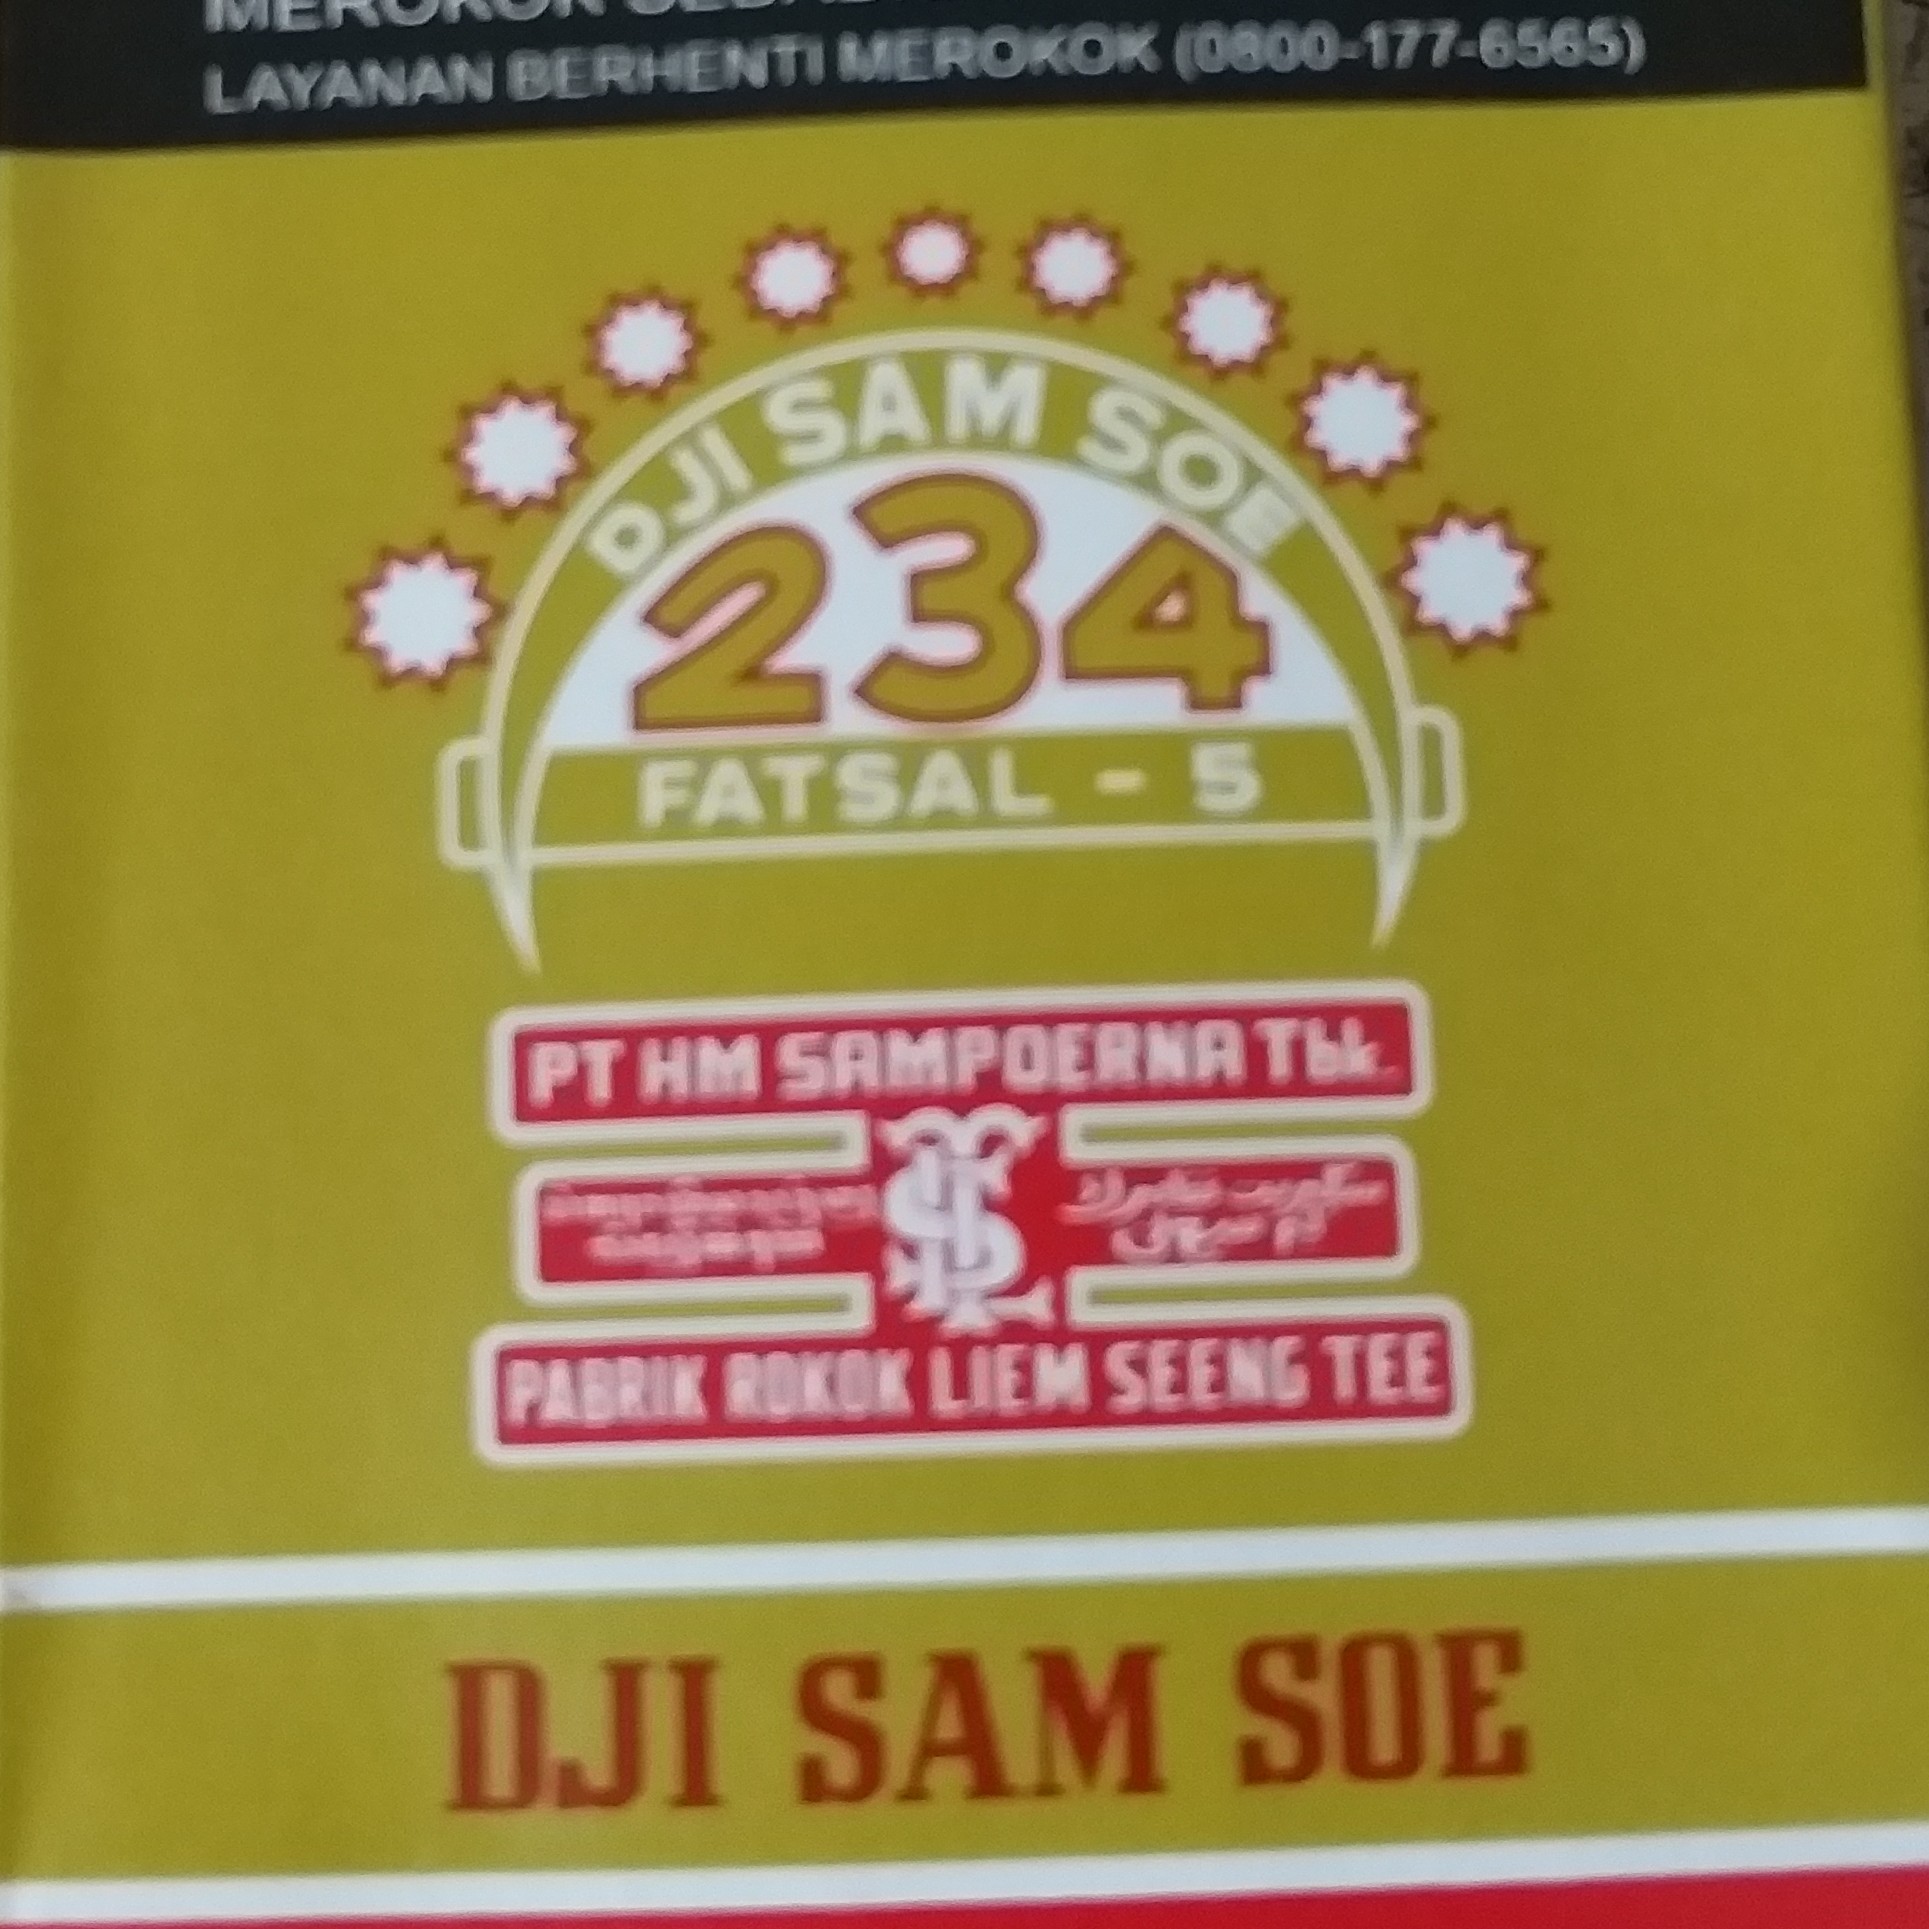 MEROKOK
LAYANAN BERHENTI MEROKOK (0800-177-6565)
DJI SAM SOE
234
FATSAL - 5
PT HM SAMPOERNA Tbk.
PABRIK ROKOK LIEM SEENG TEE
DJI SAM SOE